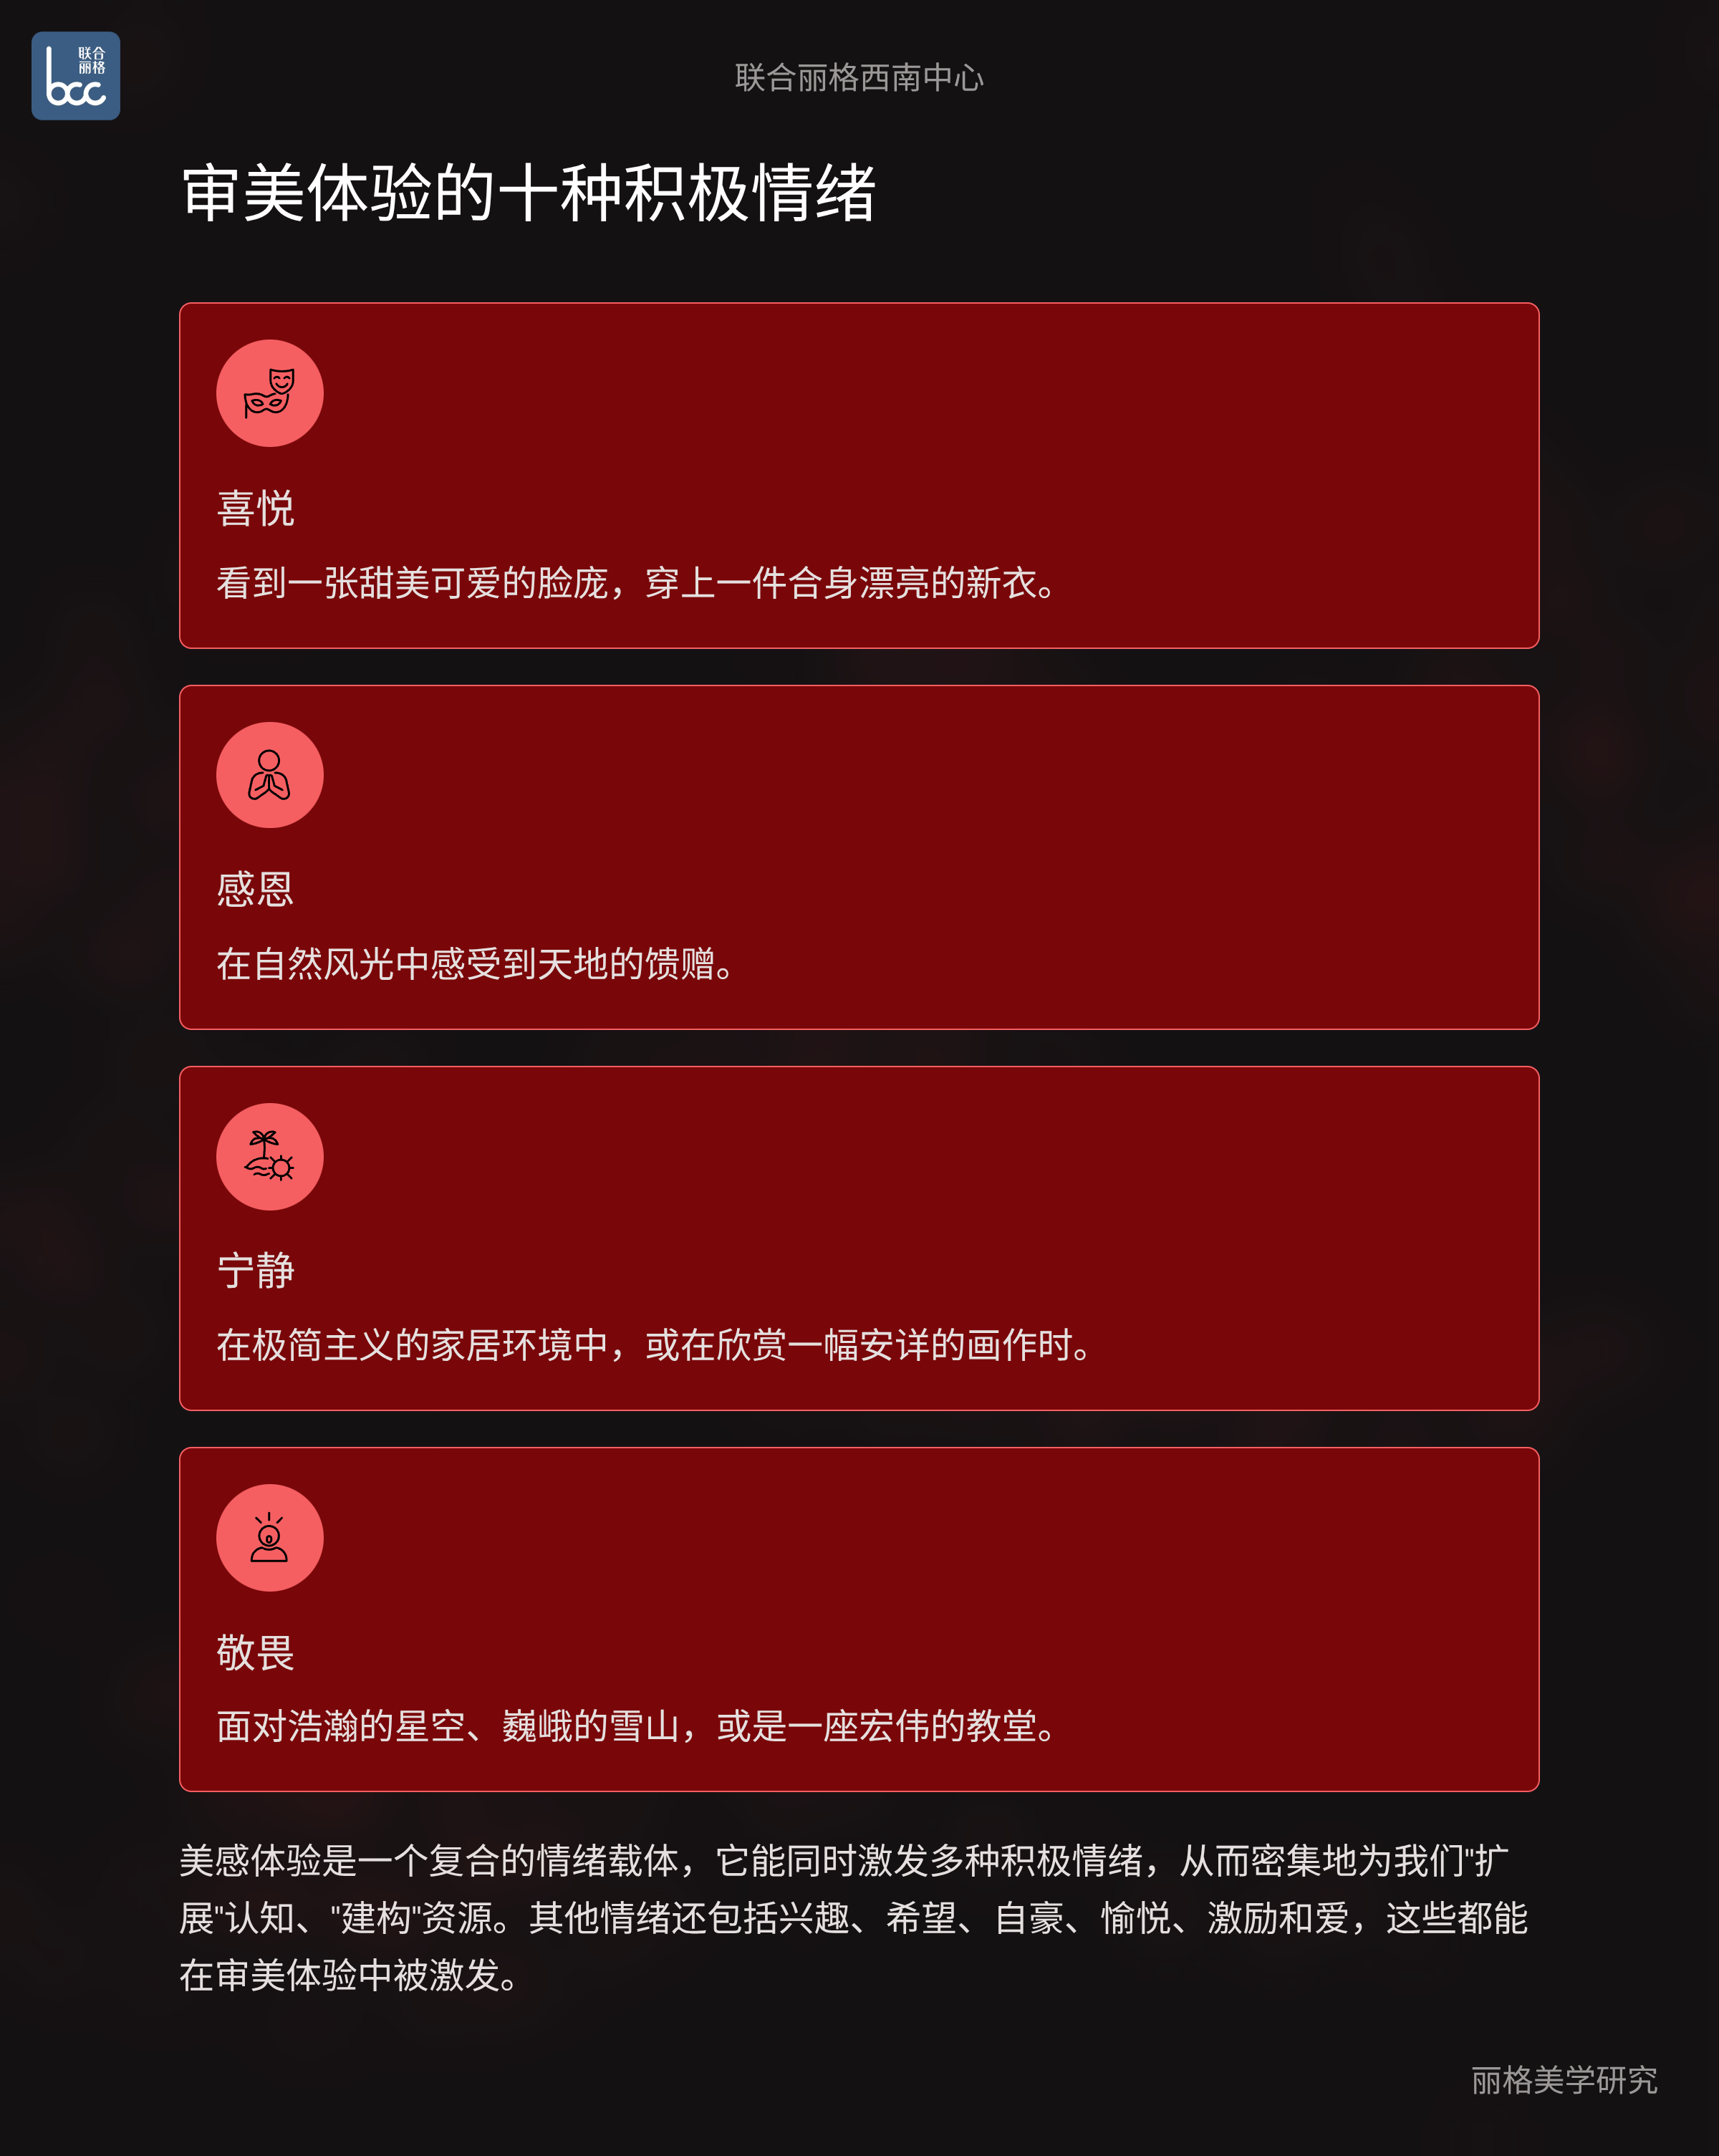 联合
丽格
bcc
联合丽格西南中心
审美体验的十种积极情绪
喜悦
看到一张甜美可爱的脸庞，穿上一件合身漂亮的新衣。
感恩
在自然风光中感受到天地的馈赠。
宁静
在极简主义的家居环境中，或在欣赏一幅安详的画作时。
敬畏
面对浩瀚的星空、巍峨的雪山，或是一座宏伟的教堂。
美感体验是一个复合的情绪载体，它能同时激发多种积极情绪，从而密集地为我们"扩
展"认知、"建构"资源。其他情绪还包括兴趣、希望、自豪、愉悦、激励和爱，这些都能
在审美体验中被激发。
丽格美学研究